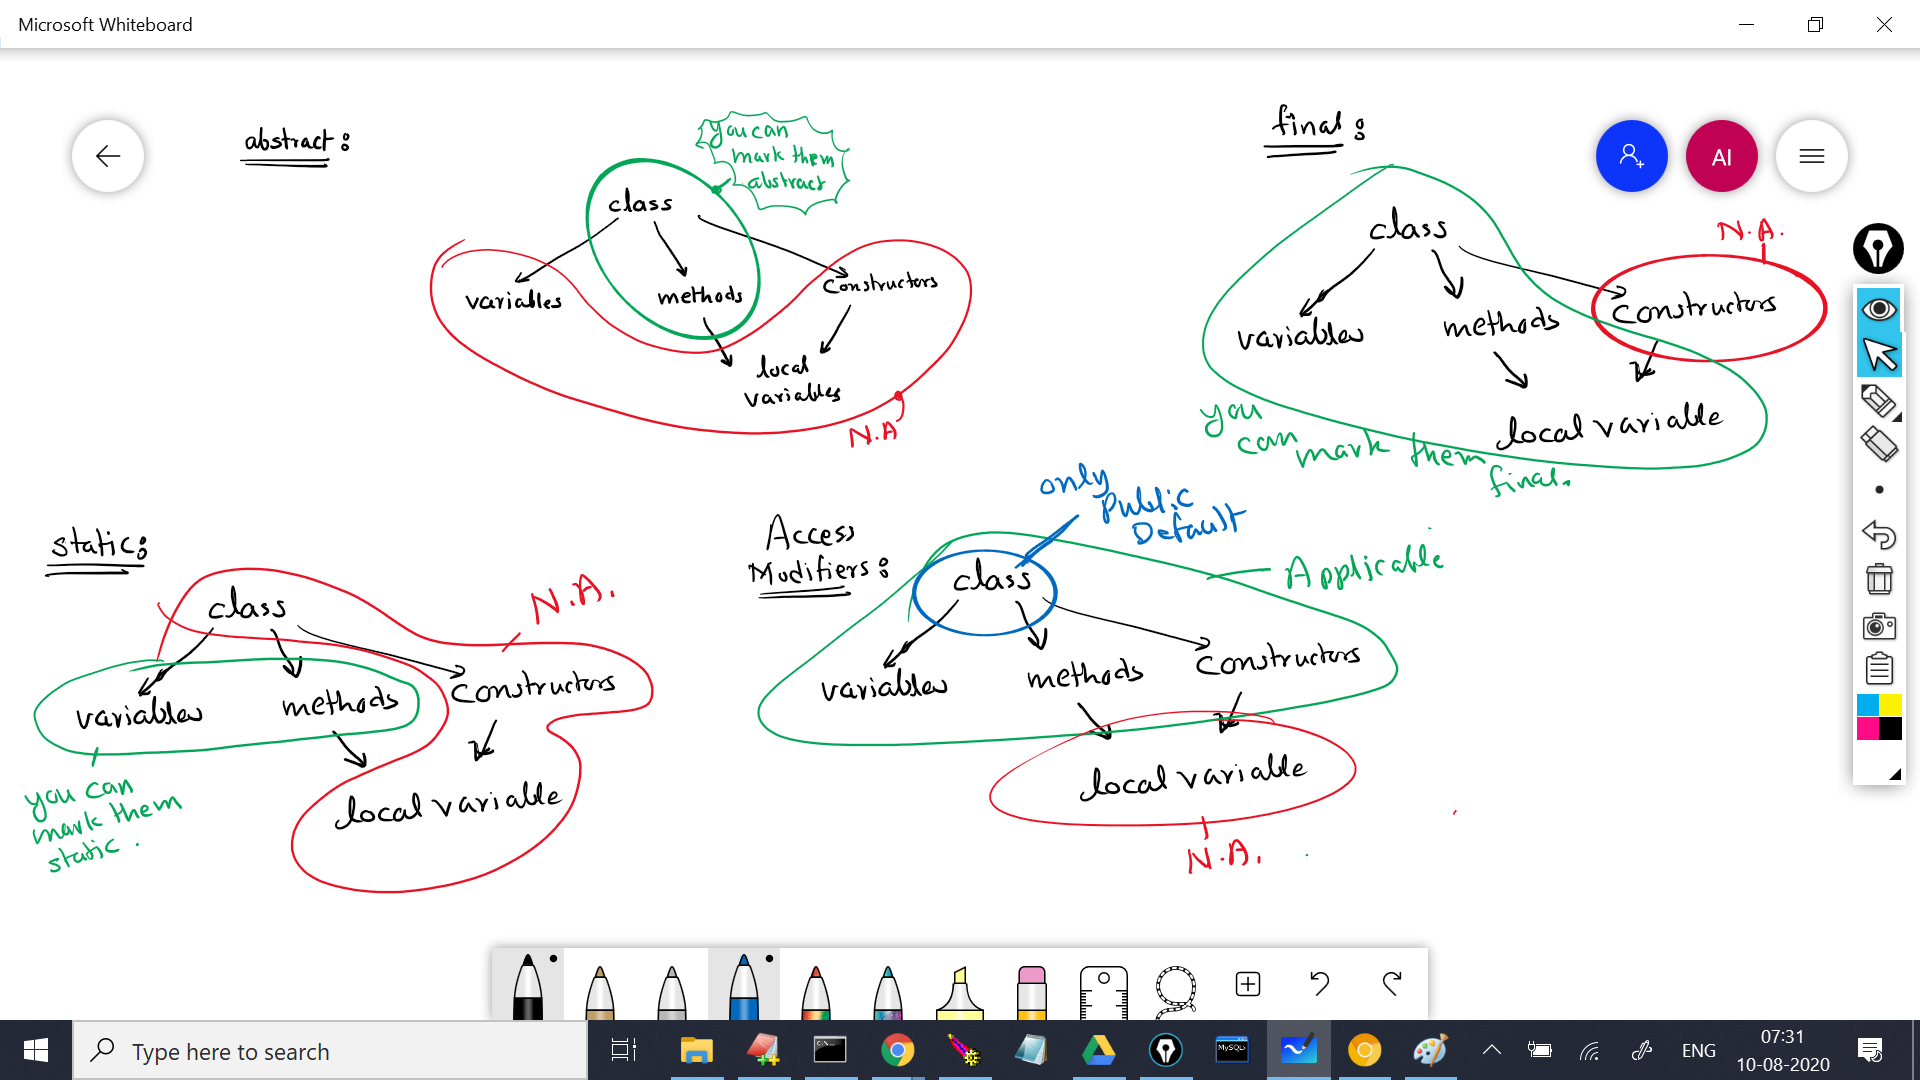 Microsoft Whiteboard
abstract:
you can
mark them
abstract
class
variables
methods
constructors
local
variables
N.A
final:
AI
class
N.A.
variables
methods
constructors
local variable
you
can
mark them
final.
static:
class
N.A.
variables
methods
constructors
local variable
you can
mark them
static.
Access
Modifiers:
only
Public
Default
class
Applicable
variables
methods
constructors
local variable
N.A.
Type here to search
MySQL
ENG
07:31
10-08-2020